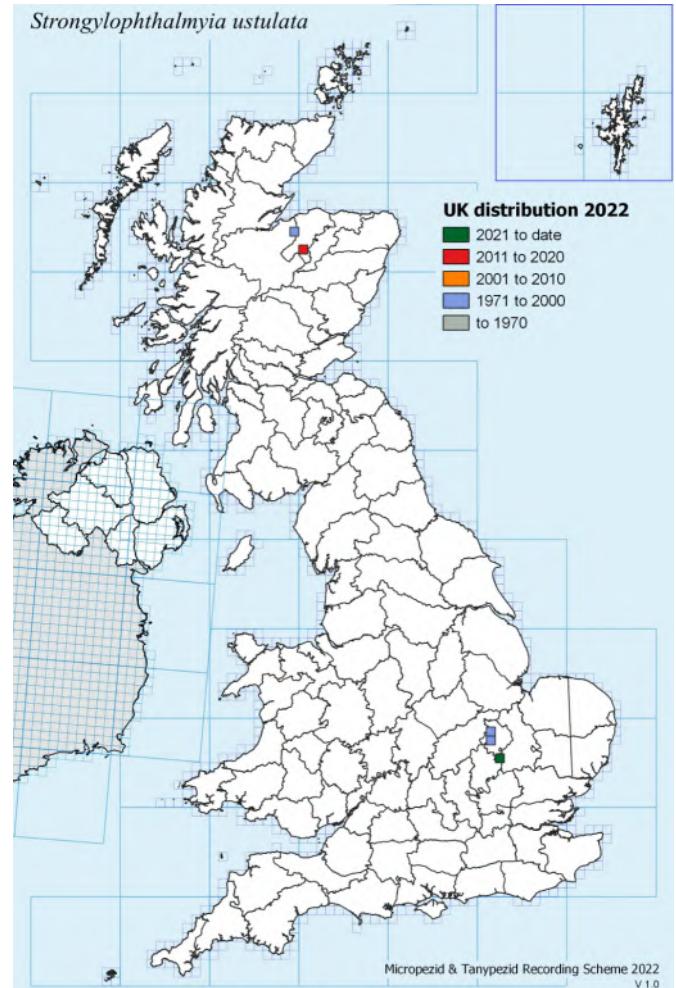 Strongylophthalmyia ustulata
UK distribution 2022
2021 to date
2011 to 2020
2001 to 2010
1971 to 2000
to 1970
Micropezid & Tanypezid Recording Scheme 2022
V 1.0